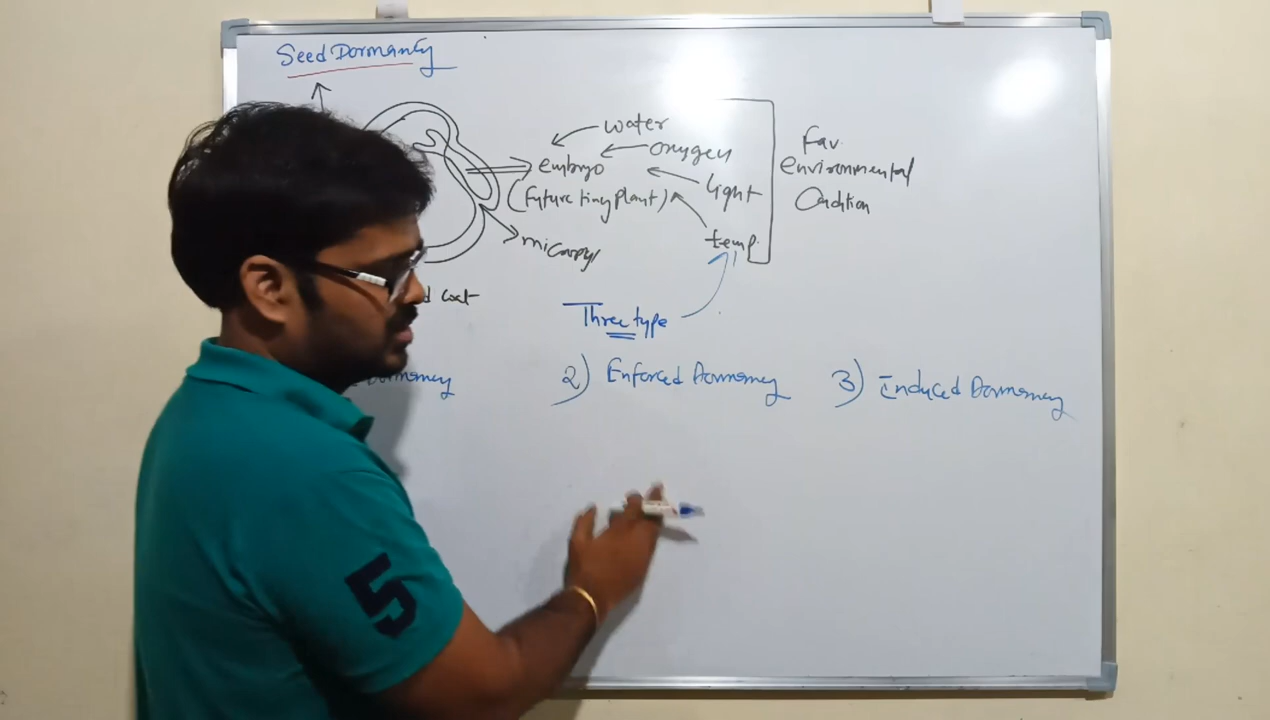 Seed Dormancy
water
oxygen
embryo
light
(future tiny plant)
temp.
Fav.
environmental
Condition
coat
Three type
Dormancy
2) Enforced Dormancy
3) Induced Dormancy
5